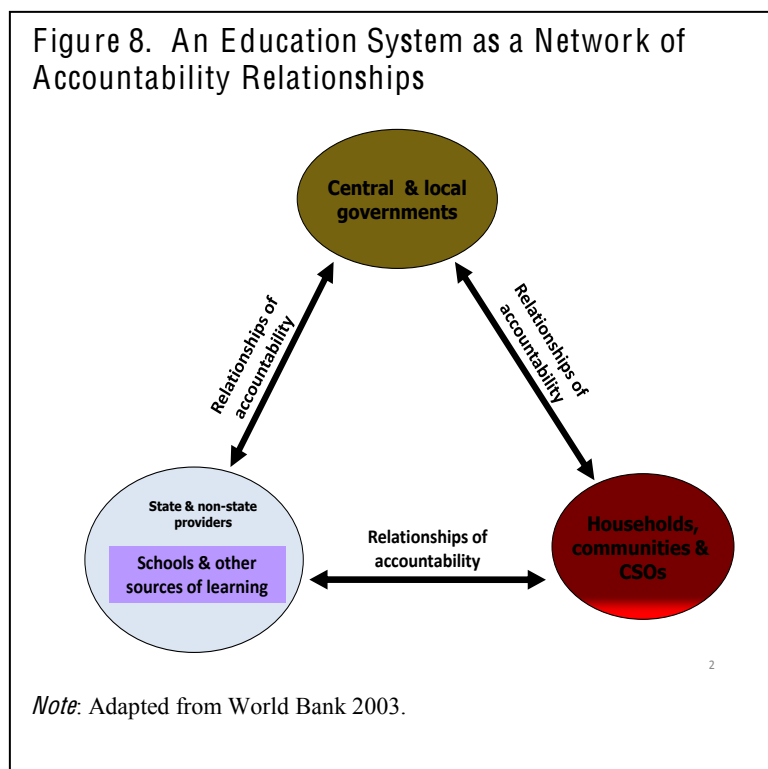 Figure 8.  An Education System as a Network of
Accountability Relationships
Central & local
governments
Relationships of
accountability
Relationships of
accountability
State & non-state
providers
Schools & other
sources of learning
Relationships of
accountability
Households,
communities &
CSOs
2
Note: Adapted from World Bank 2003.